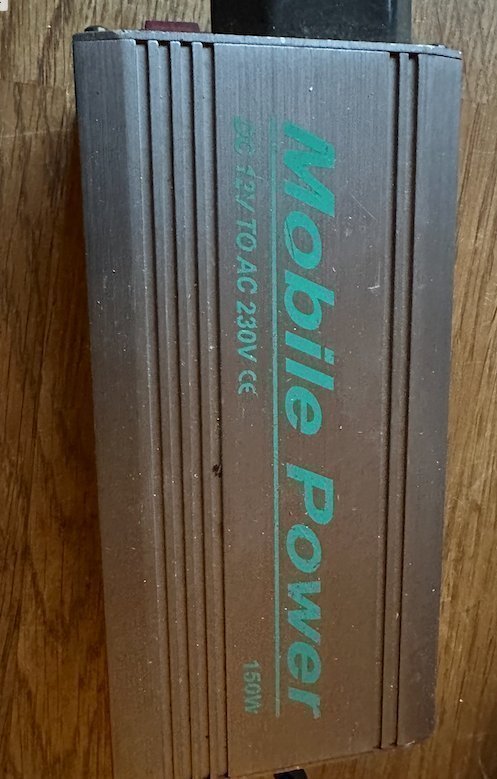 Mobile Power
DC 12V TO AC 230V CE
150W